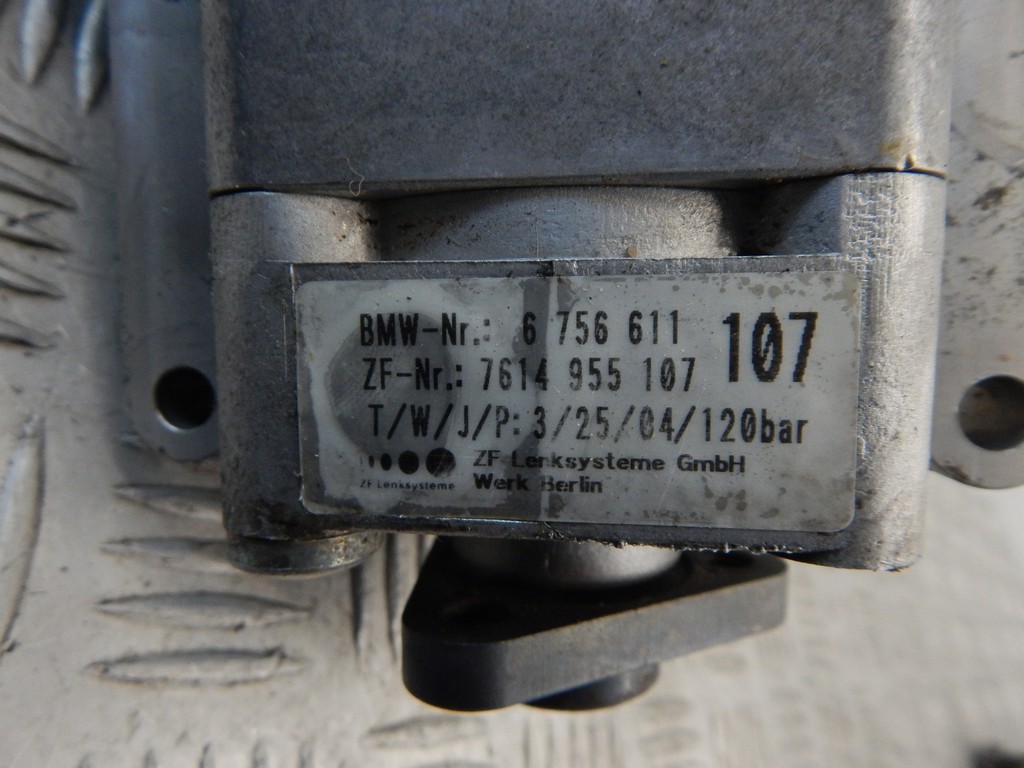 BMW-Nr.: 6 756 611
107
ZF-Nr.: 7614 955 107
T/W/J/P: 3/25/04/120bar
ZF Lenksysteme GmbH
ZF Lenksysteme Werk Berlin